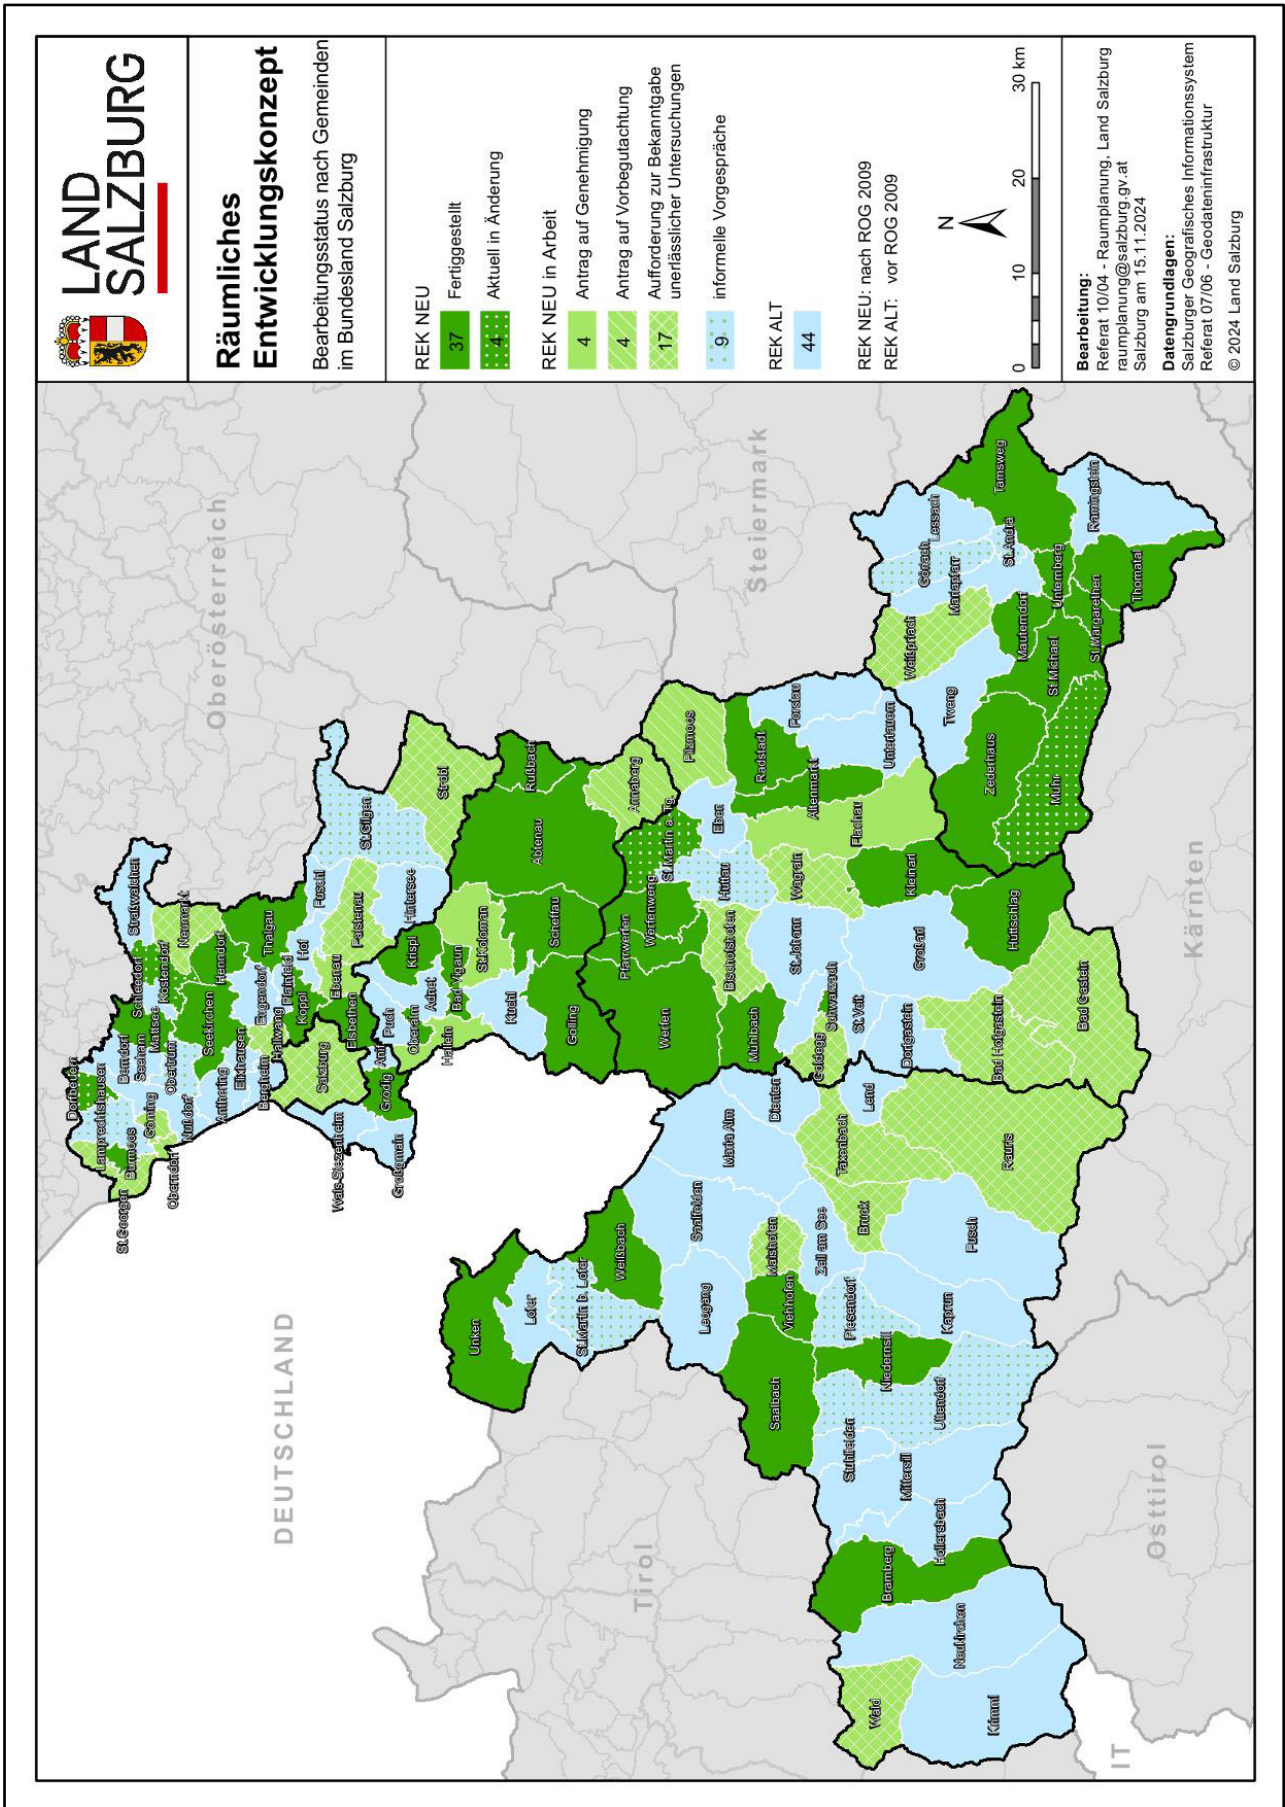 LAND
SALZBURG
Räumliches
Entwicklungskonzept
Bearbeitungsstatus nach Gemeinden
im Bundesland Salzburg
REK NEU
37 Fertiggestellt
4 Aktuell in Änderung
REK NEU in Arbeit
4 Antrag auf Genehmigung
4 Antrag auf Vorbegutachtung
17 Aufforderung zur Bekanntgabe
unerlässlicher Untersuchungen
9 informelle Vorgespräche
REK ALT
44
REK NEU: nach ROG 2009
REK ALT: vor ROG 2009
N
0 10 20 30 km
Bearbeitung:
Referat 10/04 - Raumplanung, Land Salzburg
raumplanung@salzburg.gv.at
Salzburg am 15.11.2024
Datengrundlagen:
Salzburger Geografisches Informationssystem
Referat 07/06 - Geodateninfrastruktur
© 2024 Land Salzburg
DEUTSCHLAND
Oberösterreich
Steiermark
Kärnten
Osttirol
Tirol
IT
Dorfbeuern
Lamprechtshausen
St.Georgen
Bürmoos
Göming
Oberndorf
Nußdorf
Obertrum
Mattsee
Seeham
Berndorf
Schleedorf
Köstendorf
Straßwalchen
Neumarkt
Henndorf
Seekirchen
Anthering
Elixhausen
Bergheim
Hallwang
Eugendorf
Plainfeld
Thalgau
Koppl
Hof
Fuschl
St.Gilgen
Strobl
Faistenau
Hintersee
Ebenau
Elsbethen
Salzburg
Wals-Siezenheim
Großgmain
Grödig
Anif
Puch
Oberalm
Hallein
Adnet
Krispl
Bad Vigaun
St.Koloman
Kuchl
Golling
Scheffau
Abtenau
Rußbach
Annaberg
Filzmoos
St.Martin a. Tg.
Werfenweng
Pfarrwerfen
Werfen
Bischofshofen
Mühlbach
Hüttau
Eben
Radstadt
Altenmarkt
Forstau
Untertauern
Flachau
Wagrain
Kleinarl
St.Johann
Großarl
Hüttschlag
Schwarzach
Goldegg
St.Veit
Dorfgastein
Bad Hofgastein
Bad Gastein
Weißpriach
Tweng
Mariapfarr
Göriach
Lessach
St.Andrä
Tamsweg
Ramingstein
Unternberg
Mauterndorf
Thomatal
St.Margarethen
St.Michael
Zederhaus
Muhr
Unken
Lofer
St.Martin b. Lofer
Weißbach
Saalfelden
Maria Alm
Dienten
Leogang
Maishofen
Viehhofen
Saalbach
Zell am See
Taxenbach
Lend
Rauris
Bruck
Fusch
Kaprun
Piesendorf
Niedernsill
Uttendorf
Stuhlfelden
Mittersill
Hollersbach
Bramberg
Neukirchen
Wald
Krimml